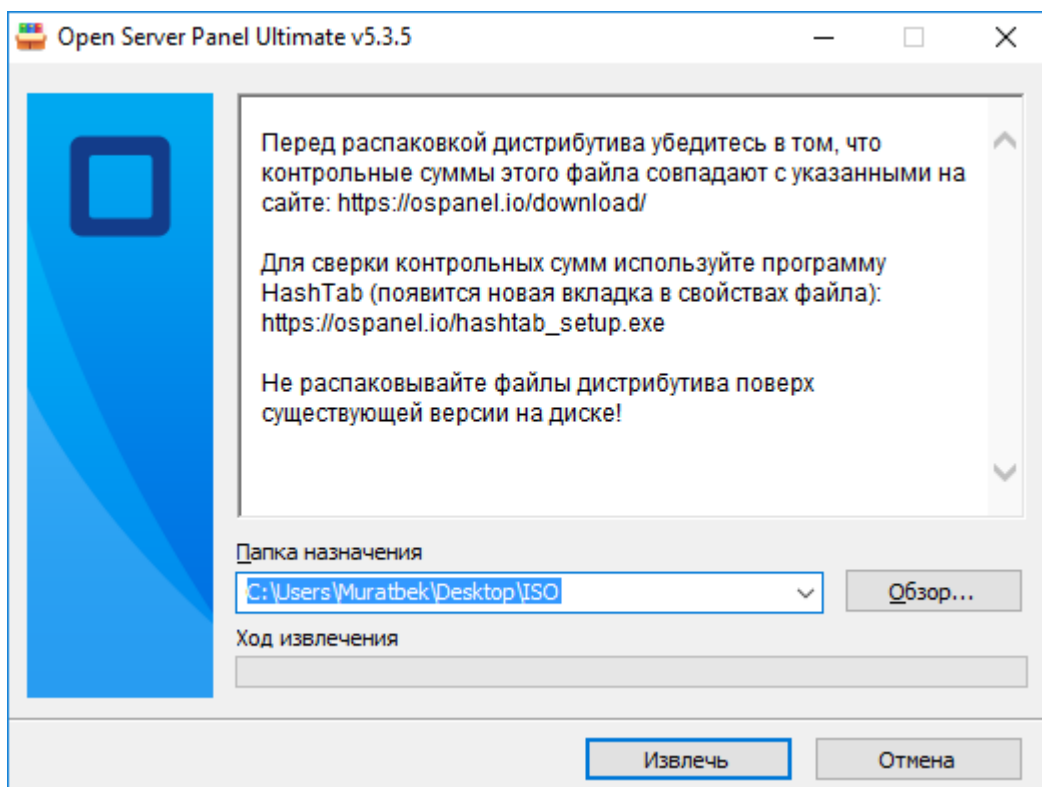 Open Server Panel Ultimate v5.3.5
Перед распаковкой дистрибутива убедитесь в том, что
контрольные суммы этого файла совпадают с указанными на
сайте: https://ospanel.io/download/
Для сверки контрольных сумм используйте программу
HashTab (появится новая вкладка в свойствах файла):
https://ospanel.io/hashtab_setup.exe
Не распаковывайте файлы дистрибутива поверх
существующей версии на диске!
Папка назначения
C:\Users\Muratbek\Desktop\ISO
Обзор...
Ход извлечения
Извлечь
Отмена